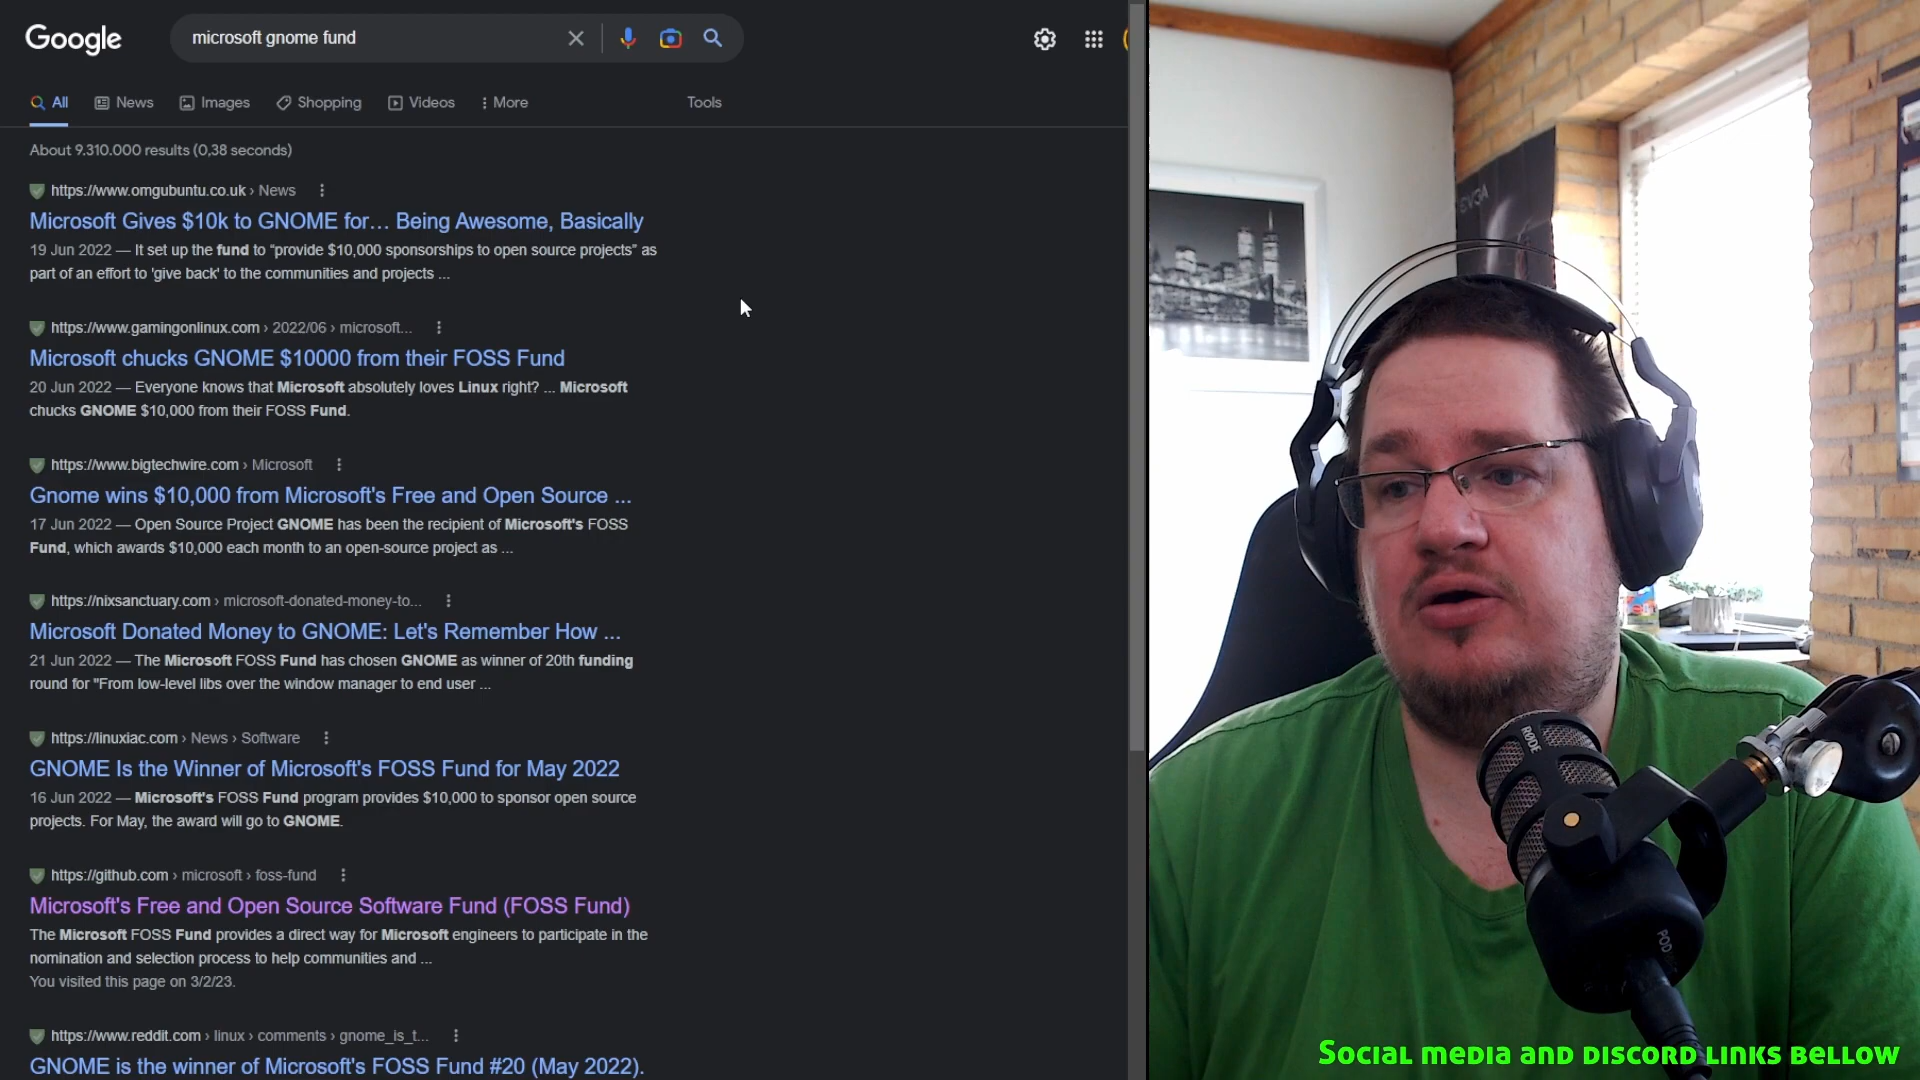 Google
microsoft gnome fund
All
News
Images
Shopping
Videos
More
Tools
About 9.310.000 results (0,38 seconds)
https://www.omgubuntu.co.uk › News
Microsoft Gives $10k to GNOME for… Being Awesome, Basically
19 Jun 2022 — It set up the fund to “provide $10,000 sponsorships to open source projects” as
part of an effort to 'give back' to the communities and projects ...
https://www.gamingonlinux.com › 2022/06 › microsoft...
Microsoft chucks GNOME $10000 from their FOSS Fund
20 Jun 2022 — Everyone knows that Microsoft absolutely loves Linux right? ... Microsoft
chucks GNOME $10,000 from their FOSS Fund.
https://www.bigtechwire.com › Microsoft
Gnome wins $10,000 from Microsoft's Free and Open Source ...
17 Jun 2022 — Open Source Project GNOME has been the recipient of Microsoft's FOSS
Fund, which awards $10,000 each month to an open-source project as ...
https://nixsanctuary.com › microsoft-donated-money-to...
Microsoft Donated Money to GNOME: Let's Remember How ...
21 Jun 2022 — The Microsoft FOSS Fund has chosen GNOME as winner of 20th funding
round for "From low-level libs over the window manager to end user ...
https://linuxiac.com › News › Software
GNOME Is the Winner of Microsoft's FOSS Fund for May 2022
16 Jun 2022 — Microsoft's FOSS Fund program provides $10,000 to sponsor open source
projects. For May, the award will go to GNOME.
https://github.com › microsoft › foss-fund
Microsoft's Free and Open Source Software Fund (FOSS Fund)
The Microsoft FOSS Fund provides a direct way for Microsoft engineers to participate in the
nomination and selection process to help communities and ...
You visited this page on 3/2/23.
https://www.reddit.com › linux › comments › gnome_is_t...
GNOME is the winner of Microsoft's FOSS Fund #20 (May 2022).
EVGA
RØDE
POD
Social media and discord links bellow